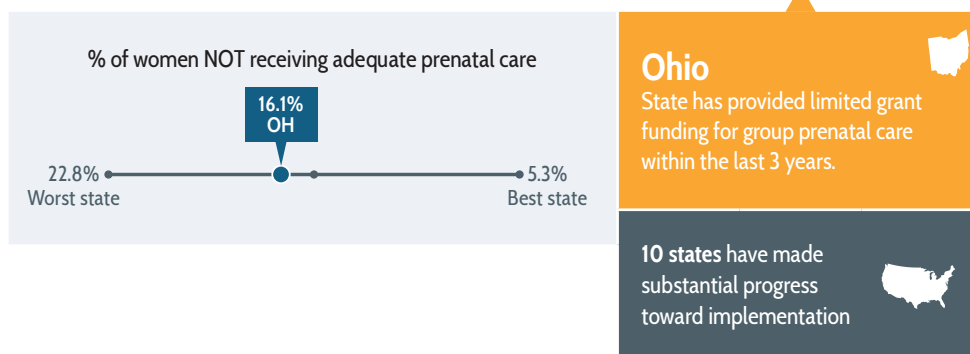 % of women NOT receiving adequate prenatal care
16.1%
OH
22.8%
Worst state
5.3%
Best state
Ohio
State has provided limited grant
funding for group prenatal care
within the last 3 years.
10 states have made
substantial progress
toward implementation